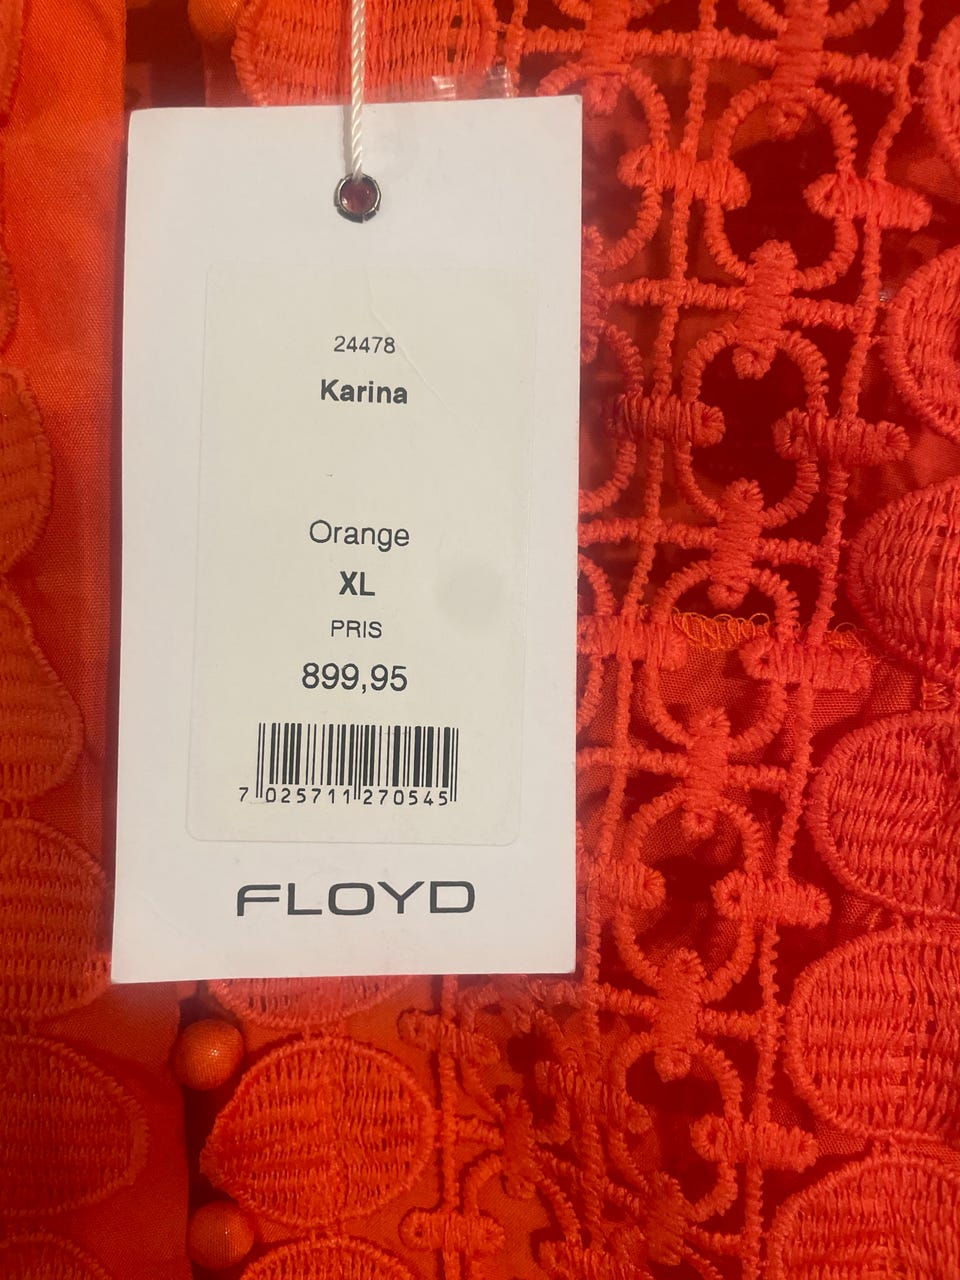 24478
Karina
Orange
XL
PRIS
899,95
7 025711 270545
FLOYD